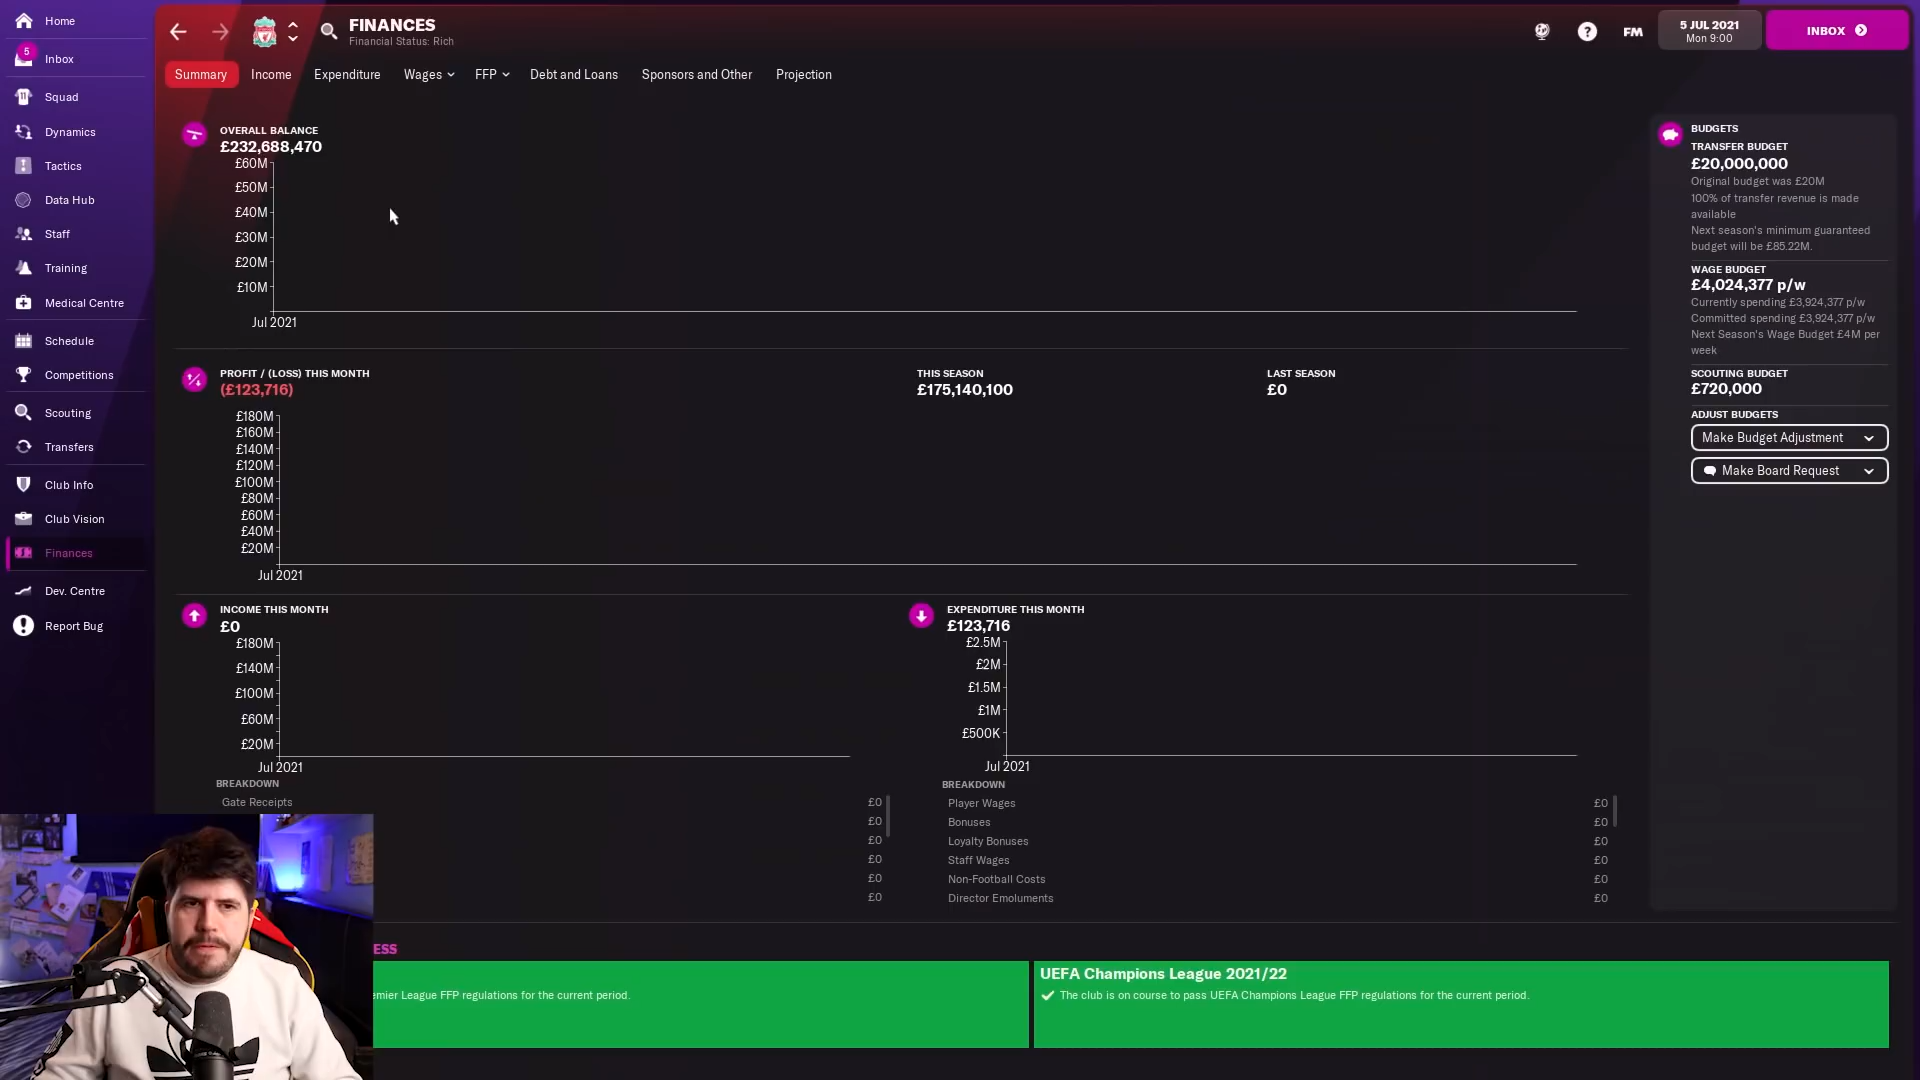 Home
5
Inbox
Squad
Dynamics
Tactics
Data Hub
Staff
Training
Medical Centre
Schedule
Competitions
Scouting
Transfers
Club Info
Club Vision
Finances
Dev. Centre
Report Bug
FINANCES
Financial Status: Rich
FM
5 JUL 2021
Mon 9:00
INBOX
Summary
Income
Expenditure
Wages
FFP
Debt and Loans
Sponsors and Other
Projection
OVERALL BALANCE
£232,688,470
£60M
£50M
£40M
£30M
£20M
£10M
Jul 2021
PROFIT / (LOSS) THIS MONTH
(£123,716)
THIS SEASON
£175,140,100
LAST SEASON
£0
£180M
£160M
£140M
£120M
£100M
£80M
£60M
£40M
£20M
Jul 2021
INCOME THIS MONTH
£0
£180M
£140M
£100M
£60M
£20M
Jul 2021
BREAKDOWN
Gate Receipts £0
£0
£0
£0
£0
£0
EXPENDITURE THIS MONTH
£123,716
£2.5M
£2M
£1.5M
£1M
£500K
Jul 2021
BREAKDOWN
Player Wages £0
Bonuses £0
Loyalty Bonuses £0
Staff Wages £0
Non-Football Costs £0
Director Emoluments £0
ESS
emier League FFP regulations for the current period.
UEFA Champions League 2021/22
The club is on course to pass UEFA Champions League FFP regulations for the current period.
BUDGETS
TRANSFER BUDGET
£20,000,000
Original budget was £20M
100% of transfer revenue is made
available
Next season's minimum guaranteed
budget will be £85.22M.
WAGE BUDGET
£4,024,377 p/w
Currently spending £3,924,377 p/w
Committed spending £3,924,377 p/w
Next Season's Wage Budget £4M per
week
SCOUTING BUDGET
£720,000
ADJUST BUDGETS
Make Budget Adjustment
Make Board Request